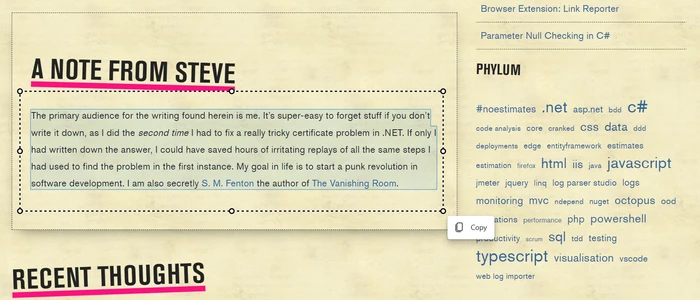 Browser Extension: Link Reporter
Parameter Null Checking in C#
A NOTE FROM STEVE
The primary audience for the writing found herein is me. It's super-easy to forget stuff if you don't
write it down, as I did the second time I had to fix a really tricky certificate problem in .NET. If only I
had written down the answer, I could have saved hours of irritating replays of all the same steps I
had used to find the problem in the first instance. My goal in life is to start a punk revolution in
software development. I am also secretly S. M. Fenton the author of The Vanishing Room.
Copy
RECENT THOUGHTS
PHYLUM
#noestimates .net asp.net bdd c#
code analysis core cranked css data ddd
deployments edge entityframework estimates
estimation firefox html iis java javascript
jmeter jquery linq log parser studio logs
monitoring mvc ndepend nuget octopus ood
performance php powershell
productivity scrum sql tdd testing
typescript visualisation vscode
web log importer